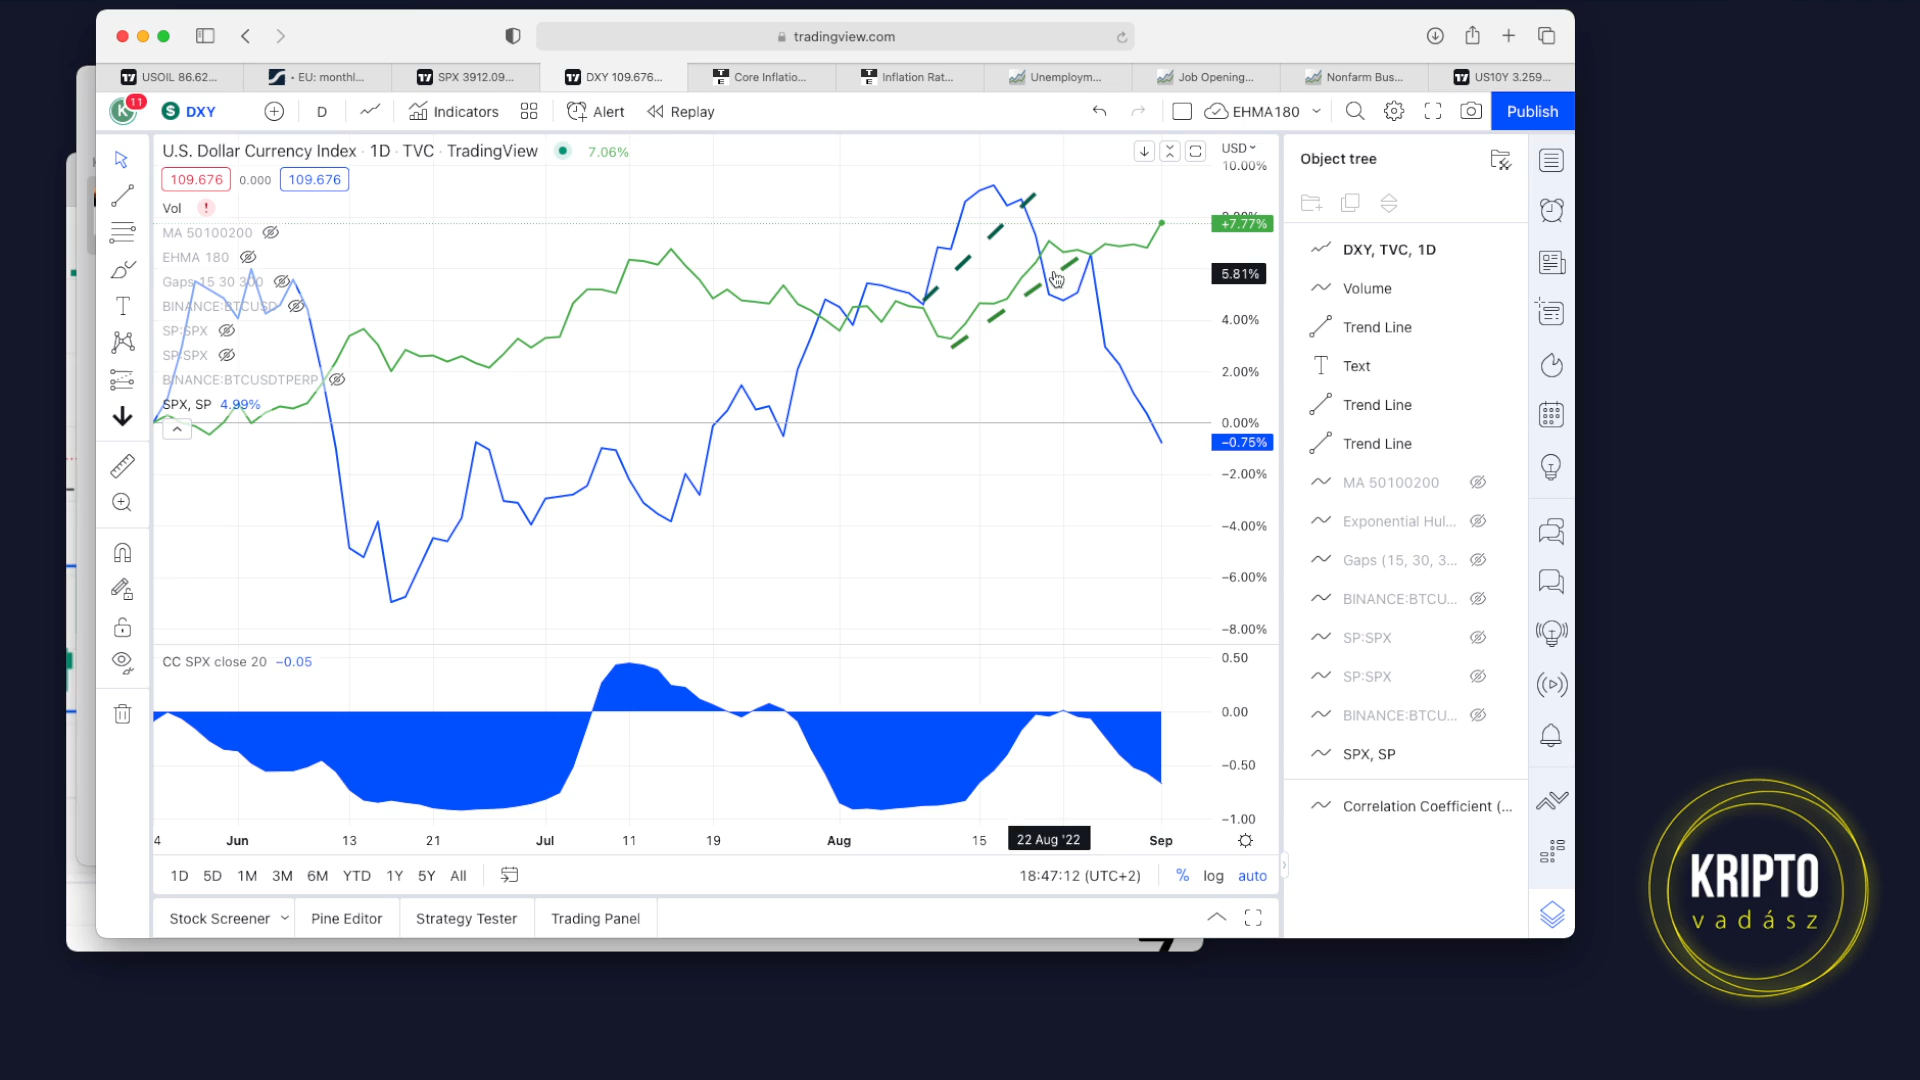 tradingview.com
USOIL 86.62... · EU: monthl... SPX 3912.09... DXY 109.676... Core Inflatio... Inflation Rat... Unemploym... Job Opening... Nonfarm Bus... US10Y 3.259...
K 11 S DXY D Indicators Alert Replay EHMA180 Publish
U.S. Dollar Currency Index · 1D · TVC · TradingView 7.06%
109.676 0.000 109.676
Vol !
MA 50100200
EHMA 180
Gaps 15 30 300
BINANCE:BTCUSD
SP:SPX
SP:SPX
BINANCE:BTCUSDTPERP
SPX, SP 4.99%
USD
10.00%
+7.77%
5.81%
4.00%
2.00%
0.00%
−0.75%
−2.00%
−4.00%
−6.00%
−8.00%
CC SPX close 20 −0.05
0.50
0.00
−0.50
−1.00
4 Jun 13 21 Jul 11 19 Aug 15 22 Aug '22 Sep
1D 5D 1M 3M 6M YTD 1Y 5Y All 18:47:12 (UTC+2) % log auto
Stock Screener Pine Editor Strategy Tester Trading Panel
Object tree
DXY, TVC, 1D
Volume
Trend Line
Text
Trend Line
Trend Line
MA 50100200
Exponential Hul...
Gaps (15, 30, 3...
BINANCE:BTCU...
SP:SPX
SP:SPX
BINANCE:BTCU...
SPX, SP
Correlation Coefficient (...
KRIPTO
vadász